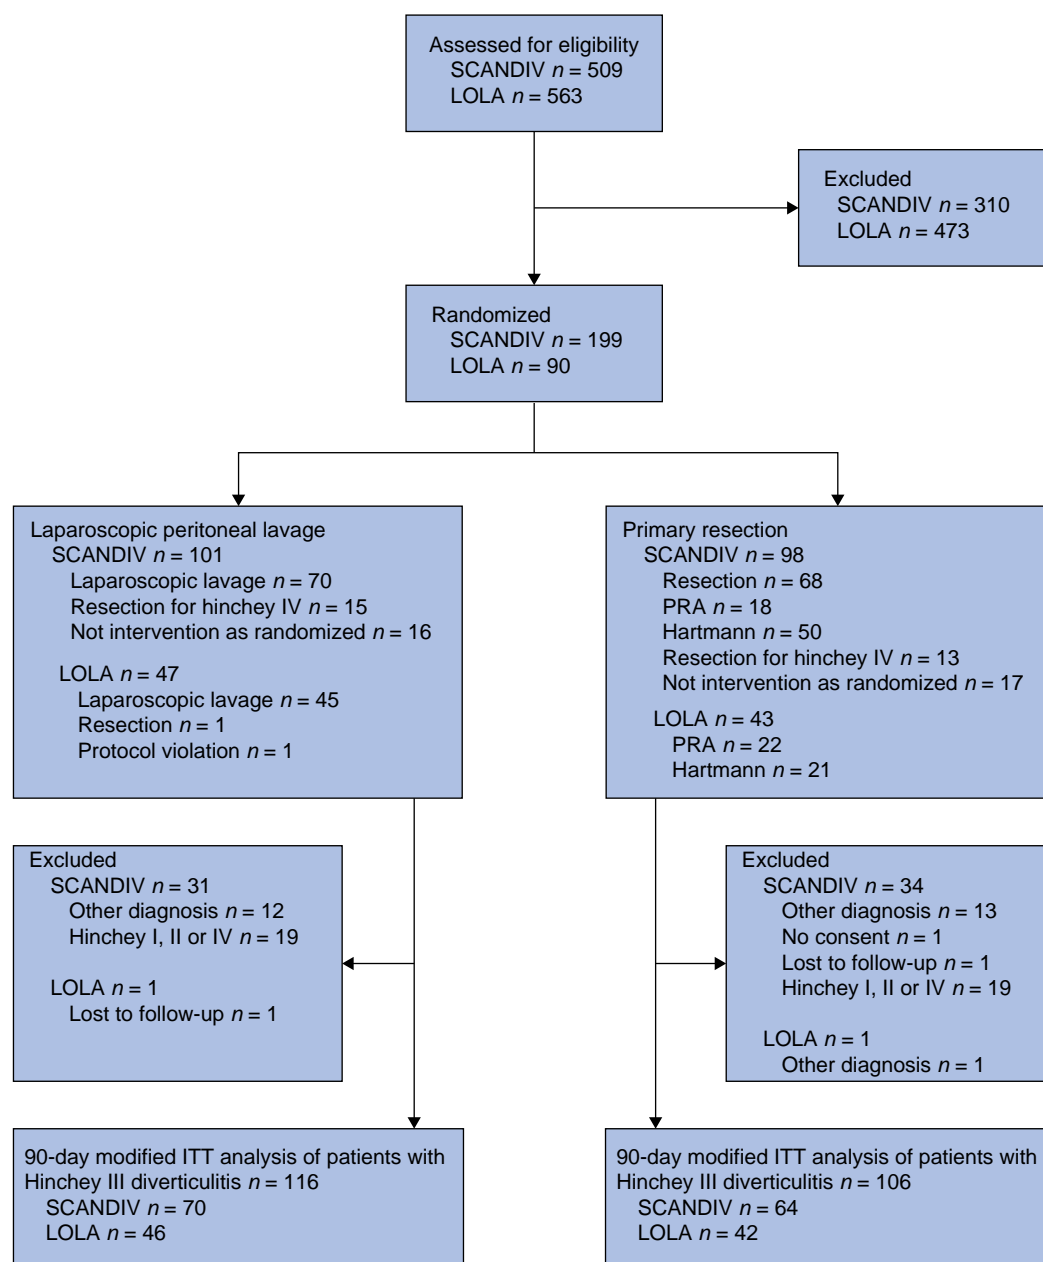 Assessed for eligibility
SCANDIV n = 509
LOLA n = 563
Excluded
SCANDIV n = 310
LOLA n = 473
Randomized
SCANDIV n = 199
LOLA n = 90
Laparoscopic peritoneal lavage
SCANDIV n = 101
Laparoscopic lavage n = 70
Resection for hinchey IV n = 15
Not intervention as randomized n = 16
LOLA n = 47
Laparoscopic lavage n = 45
Resection n = 1
Protocol violation n = 1
Primary resection
SCANDIV n = 98
Resection n = 68
PRA n = 18
Hartmann n = 50
Resection for hinchey IV n = 13
Not intervention as randomized n = 17
LOLA n = 43
PRA n = 22
Hartmann n = 21
Excluded
SCANDIV n = 31
Other diagnosis n = 12
Hinchey I, II or IV n = 19
LOLA n = 1
Lost to follow-up n = 1
Excluded
SCANDIV n = 34
Other diagnosis n = 13
No consent n = 1
Lost to follow-up n = 1
Hinchey I, II or IV n = 19
LOLA n = 1
Other diagnosis n = 1
90-day modified ITT analysis of patients with
Hinchey III diverticulitis n = 116
SCANDIV n = 70
LOLA n = 46
90-day modified ITT analysis of patients with
Hinchey III diverticulitis n = 106
SCANDIV n = 64
LOLA n = 42